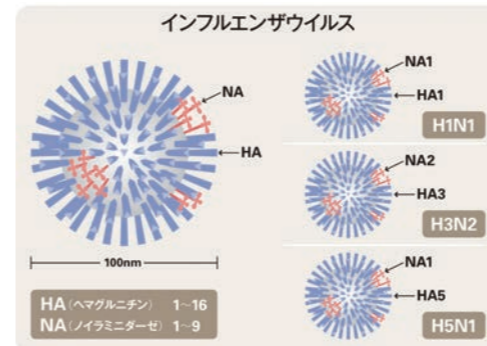 インフルエンザウイルス
NA
HA
100nm
HA(ヘマグルニチン) 1~16
NA(ノイラミニダーゼ) 1~9
NA1
HA1
H1N1
NA2
HA3
H3N2
NA1
HA5
H5N1